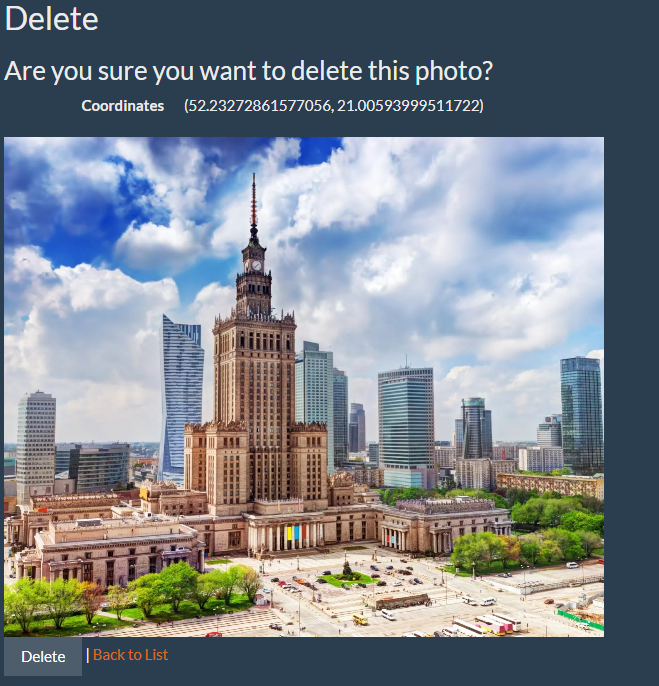 Delete
Are you sure you want to delete this photo?
Coordinates (52.23272861577056, 21.00593999511722)
Delete | Back to List